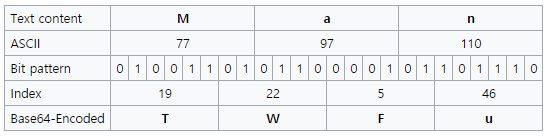 Text content M a n
ASCII 77 97 110
Bit pattern 0 1 0 0 1 1 0 1 0 1 1 0 0 0 0 1 0 1 1 0 1 1 1 0
Index 19 22 5 46
Base64-Encoded T W F u